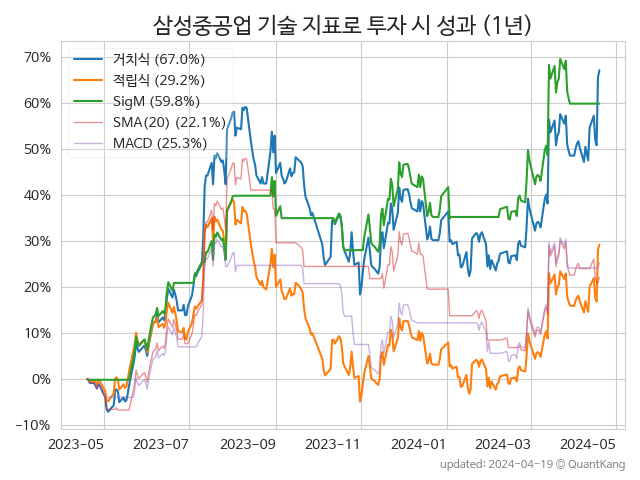 삼성중공업 기술 지표로 투자 시 성과 (1년)
거치식 (67.0%)
적립식 (29.2%)
SigM (59.8%)
SMA(20) (22.1%)
MACD (25.3%)
70%
60%
50%
40%
30%
20%
10%
0%
−10%
2023-05 2023-07 2023-09 2023-11 2024-01 2024-03 2024-05
updated: 2024-04-19 © QuantKang